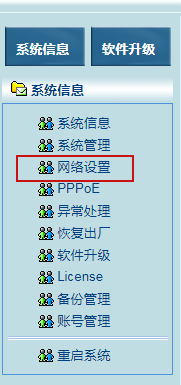 系统信息 软件升级
系统信息
系统信息
系统管理
网络设置
PPPoE
异常处理
恢复出厂
软件升级
License
备份管理
账号管理
重启系统